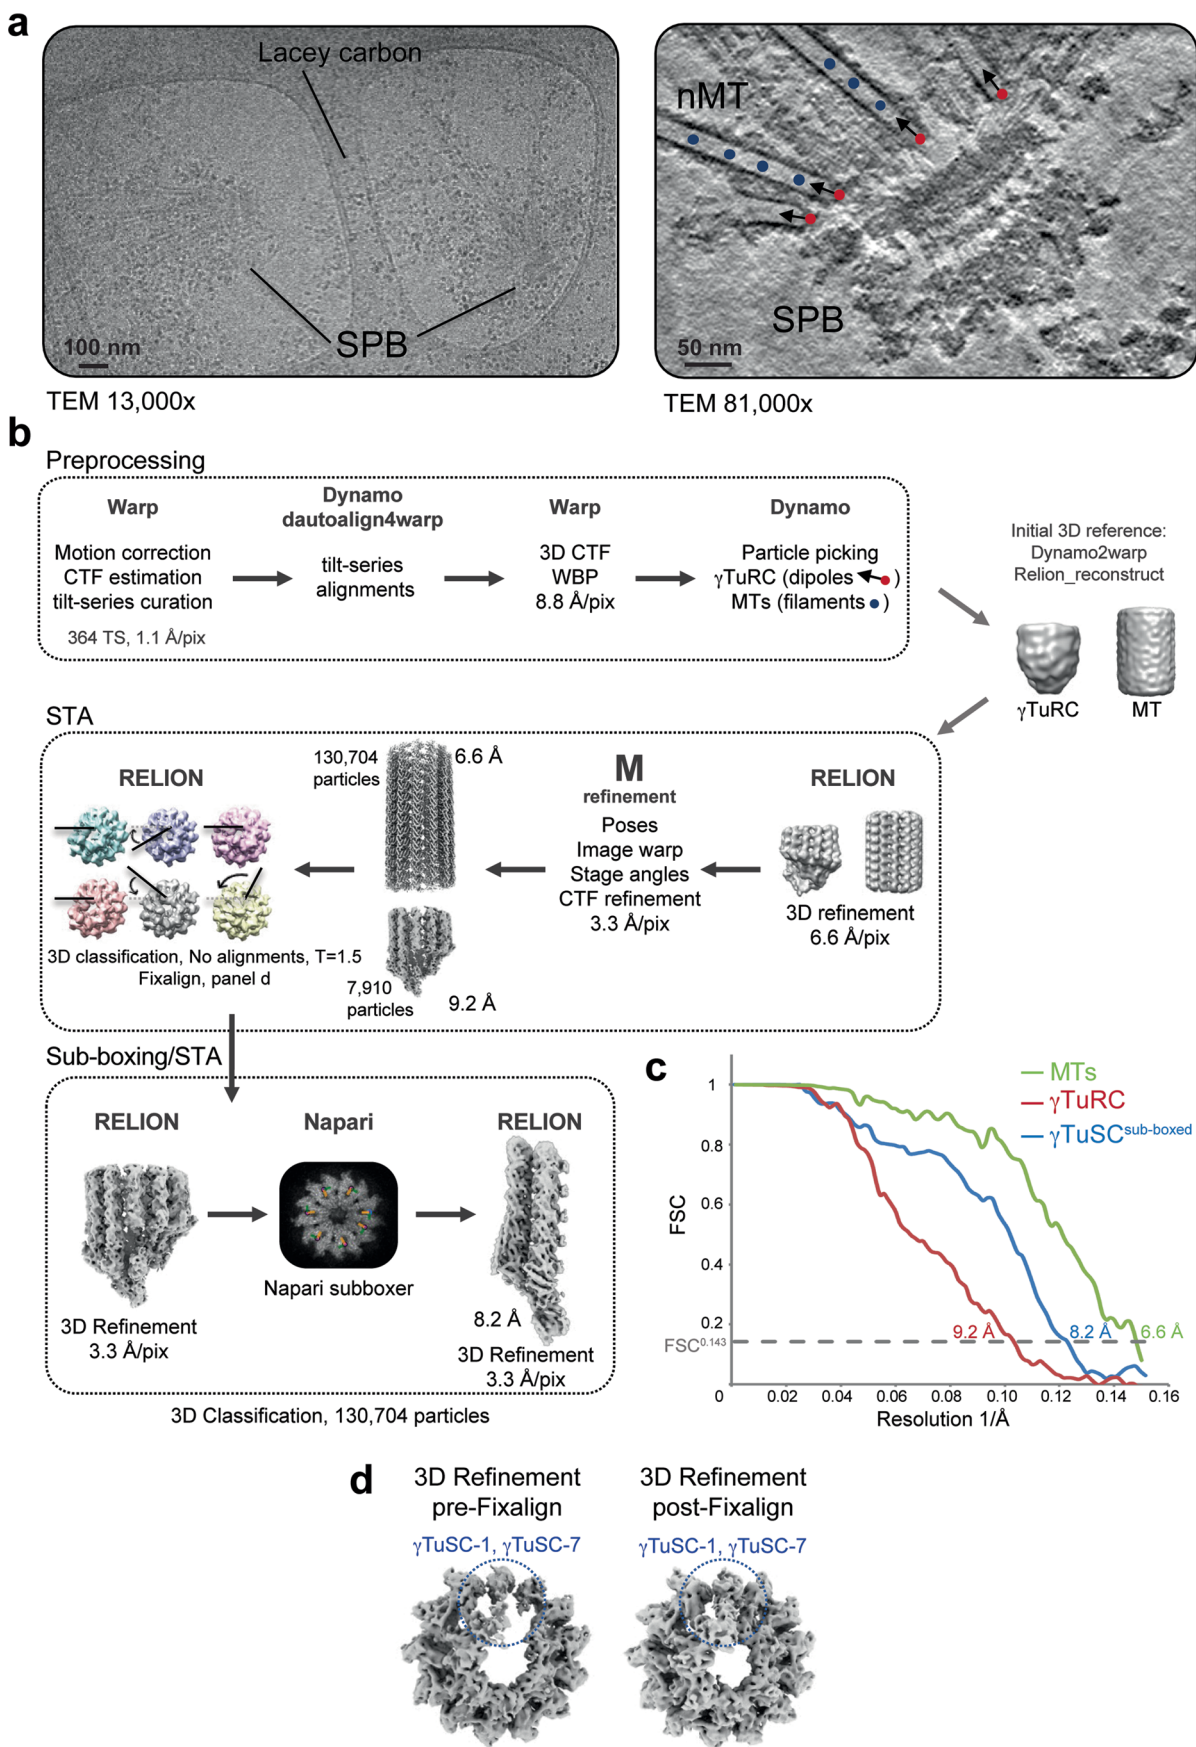 a
Lacey carbon
SPB
100 nm
TEM 13,000x
nMT
SPB
50 nm
TEM 81,000x
b
Preprocessing
Warp
Motion correction
CTF estimation
tilt-series curation
364 TS, 1.1 Å/pix
Dynamo
dautoalign4warp
tilt-series
alignments
Warp
3D CTF
WBP
8.8 Å/pix
Dynamo
Particle picking
γTuRC (dipoles )
MTs (filaments )
Initial 3D reference:
Dynamo2warp
Relion_reconstruct
γTuRC
MT
STA
RELION
3D classification, No alignments, T=1.5
Fixalign, panel d
130,704
particles
6.6 Å
7,910
particles
9.2 Å
M
refinement
Poses
Image warp
Stage angles
CTF refinement
3.3 Å/pix
RELION
3D refinement
6.6 Å/pix
Sub-boxing/STA
RELION
3D Refinement
3.3 Å/pix
Napari
Napari subboxer
RELION
8.2 Å
3D Refinement
3.3 Å/pix
3D Classification, 130,704 particles
c
MTs
γTuRC
γTuSCsub-boxed
FSC
1
0.8
0.6
0.4
0.2
FSC0.143
9.2 Å
8.2 Å
6.6 Å
0
0.02
0.04
0.06
0.08
0.10
0.12
0.14
0.16
Resolution 1/Å
d
3D Refinement
pre-Fixalign
γTuSC-1, γTuSC-7
3D Refinement
post-Fixalign
γTuSC-1, γTuSC-7